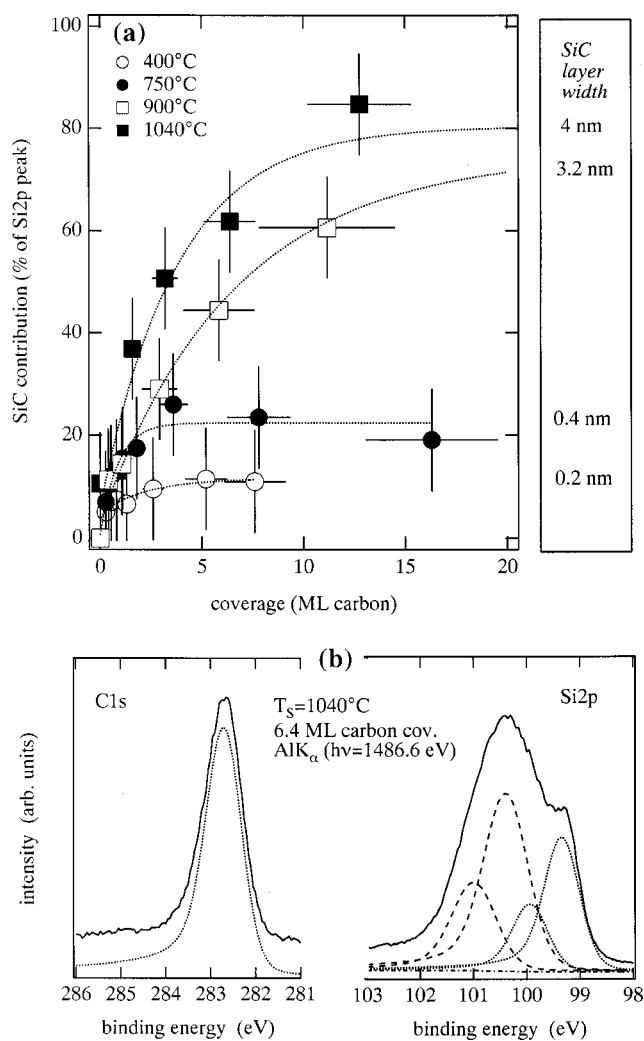 (a)
400°C
750°C
900°C
1040°C
SiC contribution (% of Si2p peak)
100
80
60
40
20
0
0 5 10 15 20
coverage (ML carbon)
SiC
layer
width
4 nm
3.2 nm
0.4 nm
0.2 nm
(b)
C1s
T_S=1040°C
6.4 ML carbon cov.
AlK_α (hν=1486.6 eV)
Si2p
intensity (arb. units)
286 285 284 283 282 281
binding energy (eV)
103 102 101 100 99 98
binding energy (eV)